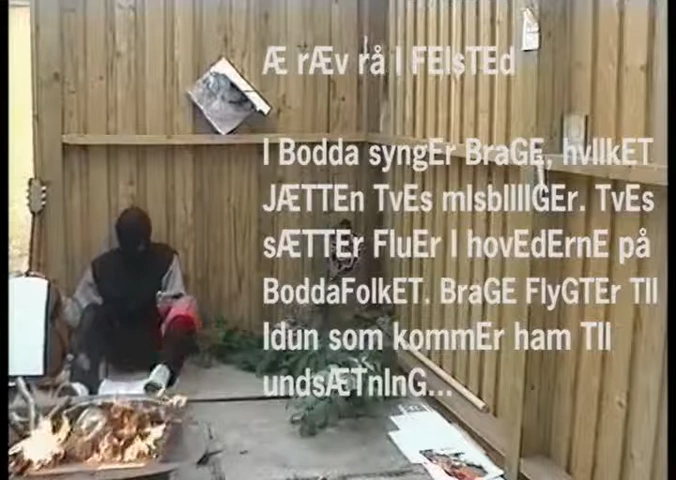 Æ rÆv rå I FElsTEd
I Bodda syngEr BraGE, hvIlkET
JÆTTEn TvEs mIsbIllIGEr. TvEs
sÆTTEr FluEr I hovEdErnE på
BoddaFolkET. BraGE FlyGTEr TIl
Idun som kommEr ham TIl
undsÆTnInG...